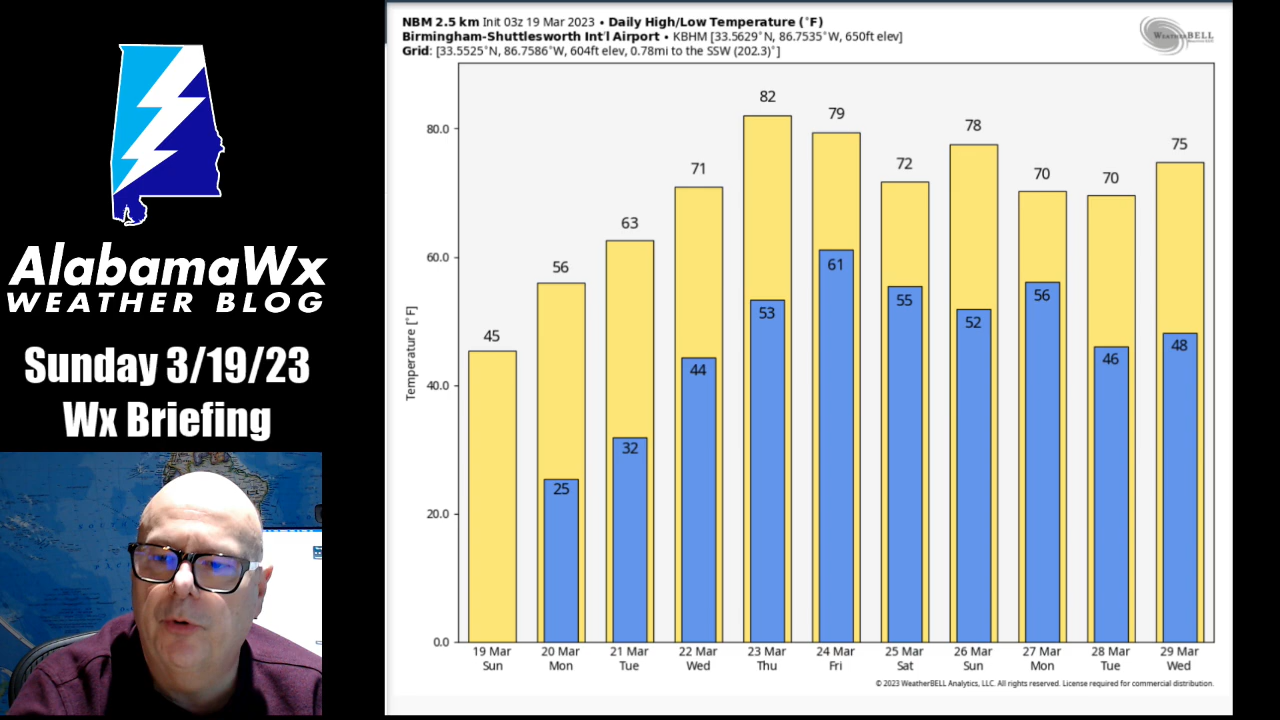 AlabamaWx
WEATHER BLOG
Sunday 3/19/23
Wx Briefing
NBM 2.5 km Init 03z 19 Mar 2023 • Daily High/Low Temperature (°F)
Birmingham-Shuttlesworth Int'l Airport • KBHM [33.5629°N, 86.7535°W, 650ft elev]
Grid: [33.5525°N, 86.7586°W, 604ft elev, 0.78mi to the SSW (202.3)°]
WEATHERBELL
Temperature [°F]
80.0
60.0
40.0
20.0
0.0
45
56
63
71
82
79
72
78
70
70
75
25
32
44
53
61
55
52
56
46
48
19 Mar 20 Mar 21 Mar 22 Mar 23 Mar 24 Mar 25 Mar 26 Mar 27 Mar 28 Mar 29 Mar
Sun Mon Tue Wed Thu Fri Sat Sun Mon Tue Wed
© 2023 WeatherBELL Analytics, LLC. All rights reserved. License required for commercial distribution.